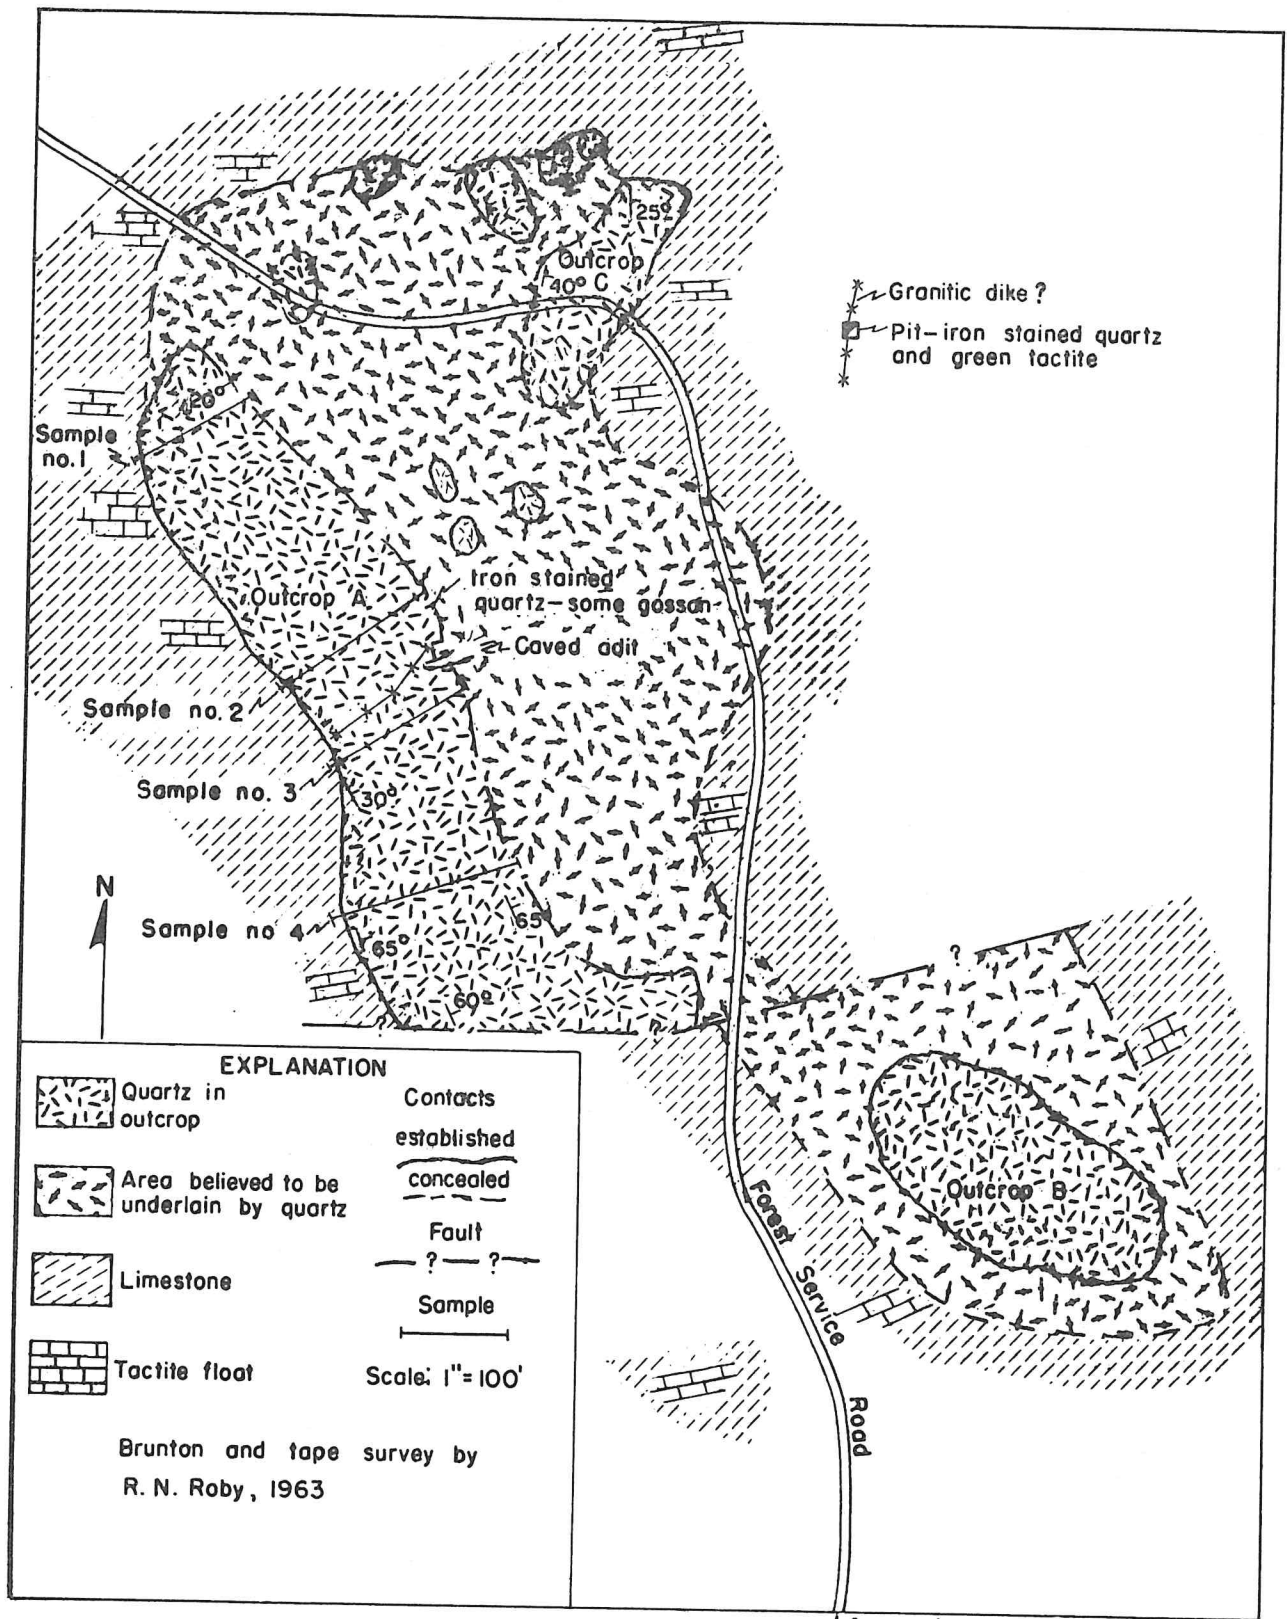 25°
Outcrop
40° C
Granitic dike ?
Pit-iron stained quartz
and green tactite
20°
Sample
no. 1
Iron stained
quartz-some gossan
Outcrop A
Caved adit
Sample no. 2
Sample no. 3
30°
N
Sample no 4
65
65°
60°
?
?
?
Outcrop B
Forest
Service
Road
EXPLANATION
Quartz in
outcrop
Area believed to be
underlain by quartz
Limestone
Tactite float
Contacts
established
concealed
Fault
? ?
Sample
Scale: 1"=100'
Brunton and tape survey by
R. N. Roby, 1963